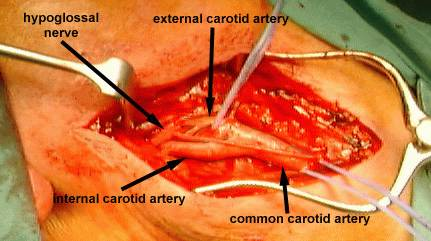 hypoglossal
nerve
external carotid artery
internal carotid artery
common carotid artery